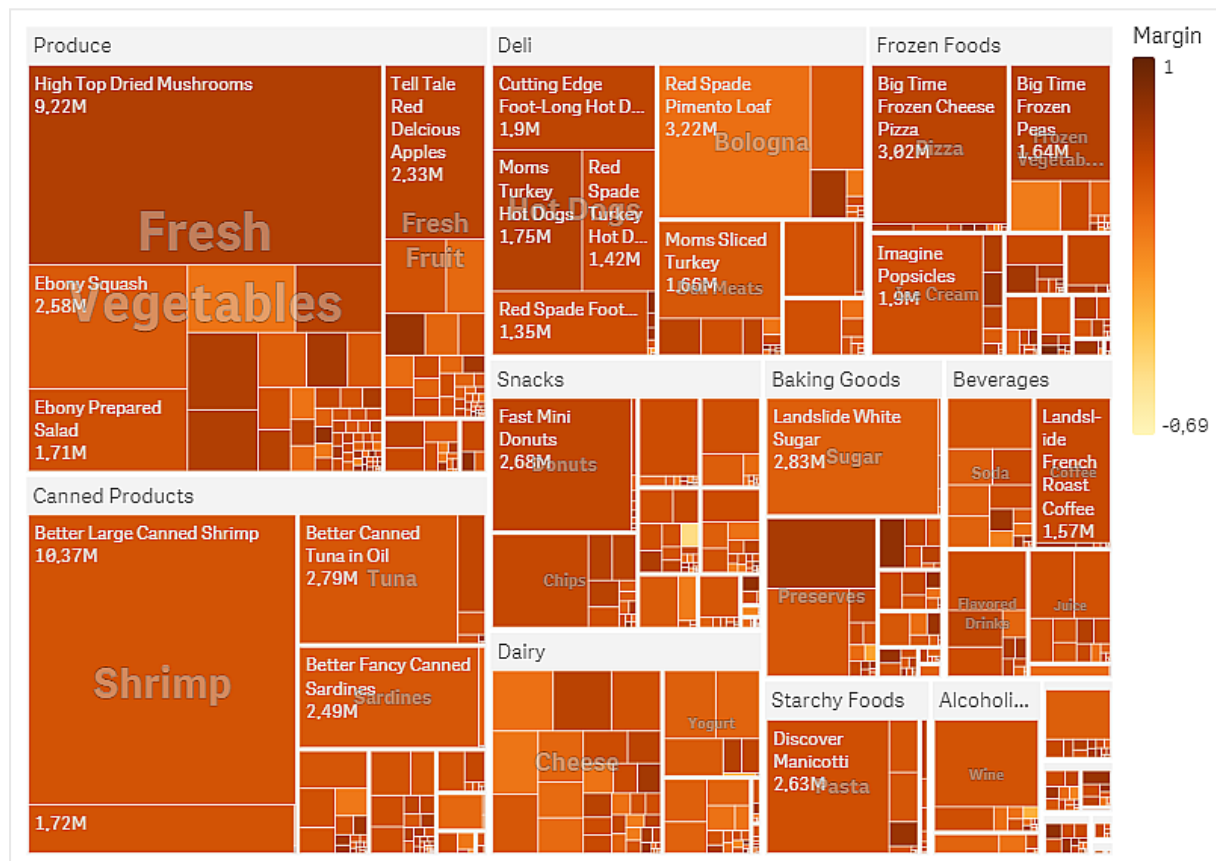 Produce
High Top Dried Mushrooms
9,22M
Tell Tale
Red
Delcious
Apples
2,33M
Fresh
Vegetables
Fresh
Fruit
Ebony Squash
2,58M
Ebony Prepared
Salad
1,71M
Canned Products
Better Large Canned Shrimp
10,37M
Shrimp
1,72M
Better Canned
Tuna in Oil
2,79M
Tuna
Better Fancy Canned
Sardines
2,49M
Sardines
Deli
Cutting Edge
Foot-Long Hot D...
1,9M
Moms
Turkey
Hot Dogs
1,75M
Red
Spade
Turkey
Hot D...
1,42M
Hot Dogs
Red Spade Foot...
1,35M
Red Spade
Pimento Loaf
3,22M
Bologna
Moms Sliced
Turkey
1,66M
Deli Meats
Frozen Foods
Big Time
Frozen Cheese
Pizza
3,02M
Pizza
Big Time
Frozen
Peas
1,64M
Frozen
Vegetab...
Imagine
Popsicles
1,9M
Ice Cream
Snacks
Fast Mini
Donuts
2,68M
Donuts
Chips
Dairy
Cheese
Yogurt
Baking Goods
Landslide White
Sugar
2,83M
Sugar
Preserves
Beverages
Soda
Landsl-
ide
French
Roast
Coffee
1,57M
Coffee
Flavored
Drinks
Juice
Starchy Foods
Discover
Manicotti
2,63M
Pasta
Alcoholi...
Wine
Margin
1
-0,69